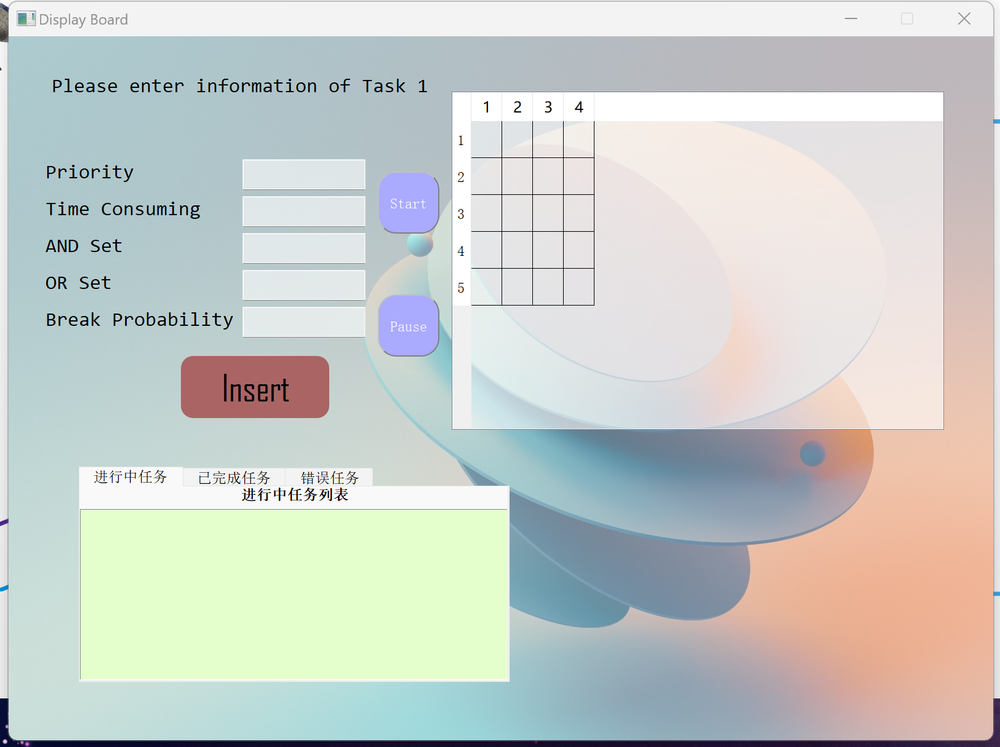 Display Board
Please enter information of Task 1
Priority
Time Consuming
AND Set
OR Set
Break Probability
Start
Pause
Insert
1 2 3 4
1
2
3
4
5
进行中任务 已完成任务 错误任务
进行中任务列表